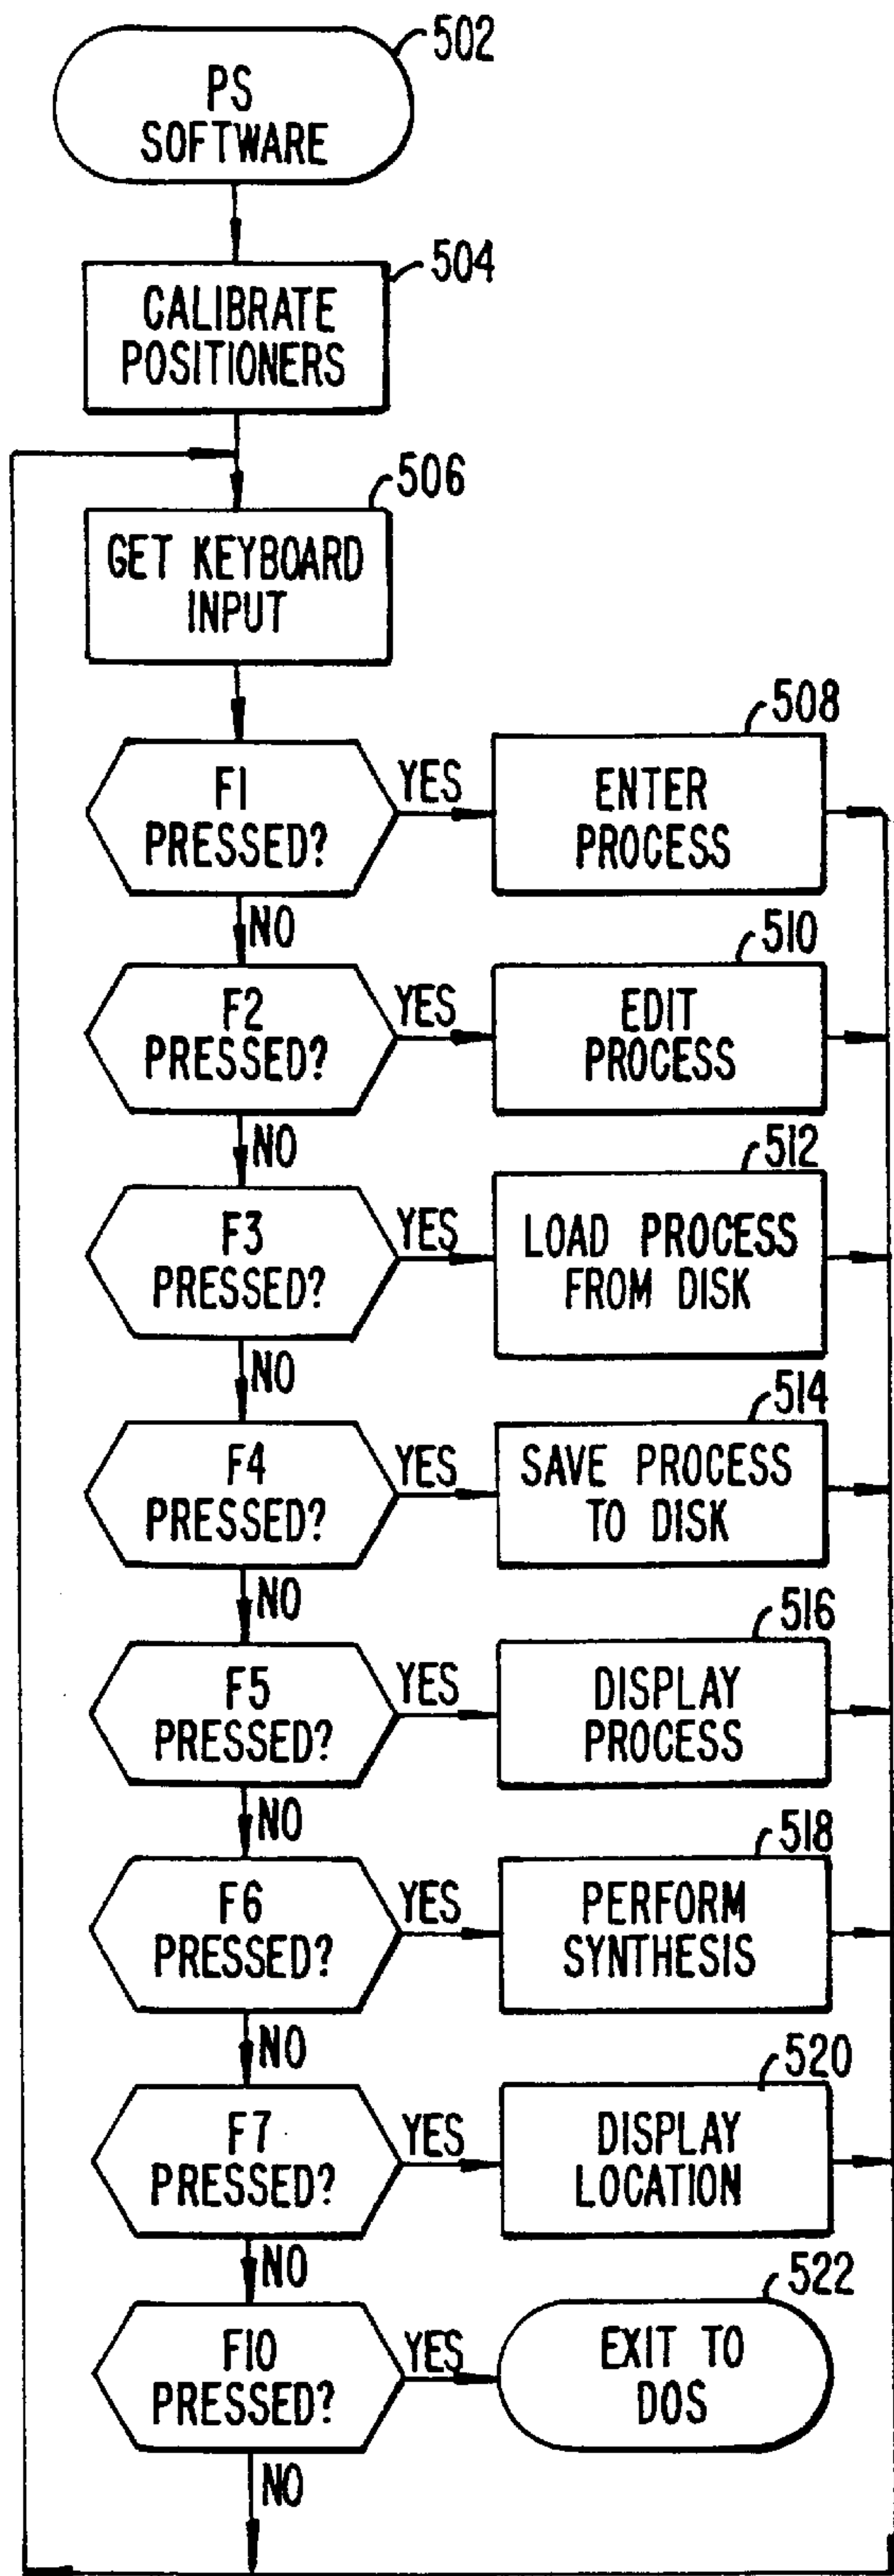 502
PS
SOFTWARE
504
CALIBRATE
POSITIONERS
506
GET KEYBOARD
INPUT
F1
PRESSED?
YES
508
ENTER
PROCESS
NO
F2
PRESSED?
YES
510
EDIT
PROCESS
NO
F3
PRESSED?
YES
512
LOAD PROCESS
FROM DISK
NO
F4
PRESSED?
YES
514
SAVE PROCESS
TO DISK
NO
F5
PRESSED?
YES
516
DISPLAY
PROCESS
NO
F6
PRESSED?
YES
518
PERFORM
SYNTHESIS
NO
F7
PRESSED?
YES
520
DISPLAY
LOCATION
NO
F10
PRESSED?
YES
522
EXIT TO
DOS
NO